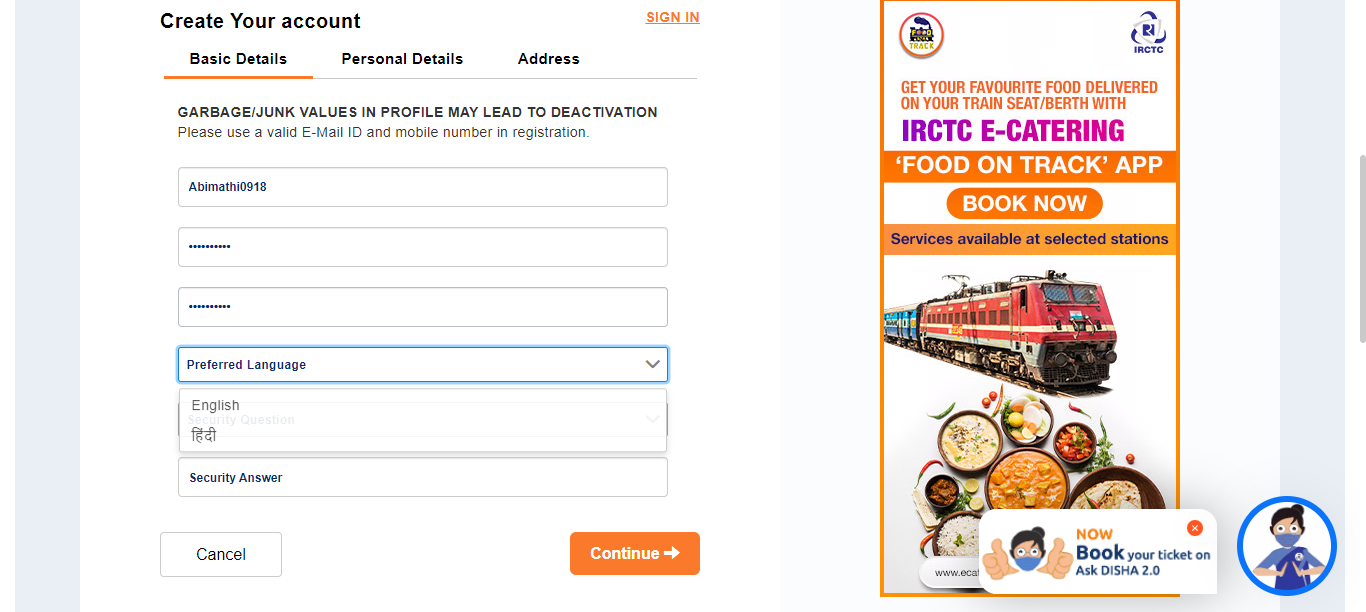 Create Your account
SIGN IN
Basic Details
Personal Details
Address
GARBAGE/JUNK VALUES IN PROFILE MAY LEAD TO DEACTIVATION
Please use a valid E-Mail ID and mobile number in registration.
Abimathi0918
••••••••••
••••••••••
Preferred Language
English
Security Question
हिंदी
Security Answer
Cancel
Continue
FOOD
TRACK
IRCTC
GET YOUR FAVOURITE FOOD DELIVERED
ON YOUR TRAIN SEAT/BERTH WITH
IRCTC E-CATERING
‘FOOD ON TRACK’ APP
BOOK NOW
Services available at selected stations
www.ecat
NOW
Book your ticket on
Ask DISHA 2.0